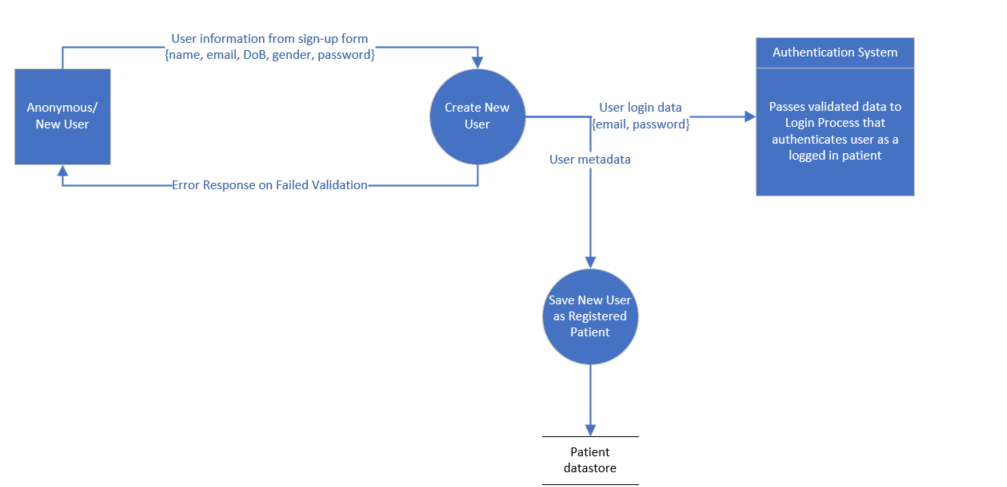 User information from sign-up form
{name, email, DoB, gender, password}
Anonymous/
New User
Create New
User
Error Response on Failed Validation
User login data
{email, password}
User metadata
Authentication System
Passes validated data to
Login Process that
authenticates user as a
logged in patient
Save New User
as Registered
Patient
Patient
datastore